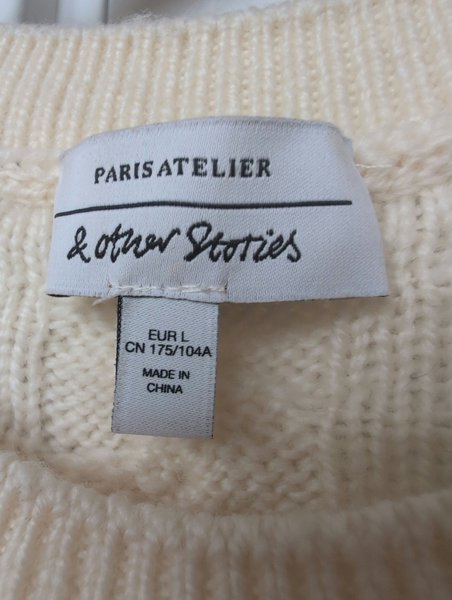 PARIS ATELIER
& other Stories
EUR L
CN 175/104A
MADE IN
CHINA